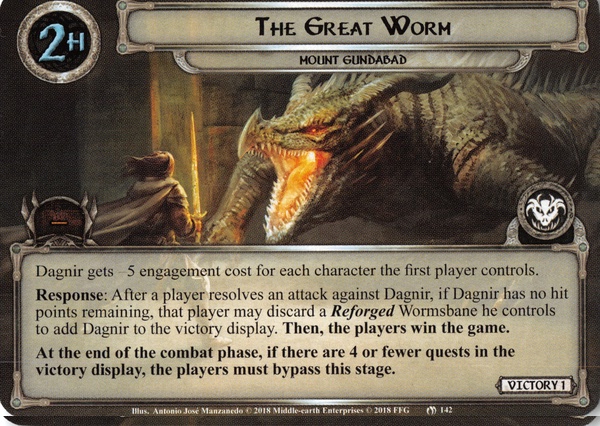 2H
THE GREAT WORM
MOUNT GUNDABAD
–
Dagnir gets –5 engagement cost for each character the first player controls.
Response: After a player resolves an attack against Dagnir, if Dagnir has no hit
points remaining, that player may discard a Reforged Wormsbane he controls
to add Dagnir to the victory display. Then, the players win the game.
At the end of the combat phase, if there are 4 or fewer quests in the
victory display, the players must bypass this stage.
VICTORY 1
Illus. Antonio José Manzanedo © 2018 Middle-earth Enterprises © 2018 FFG 142